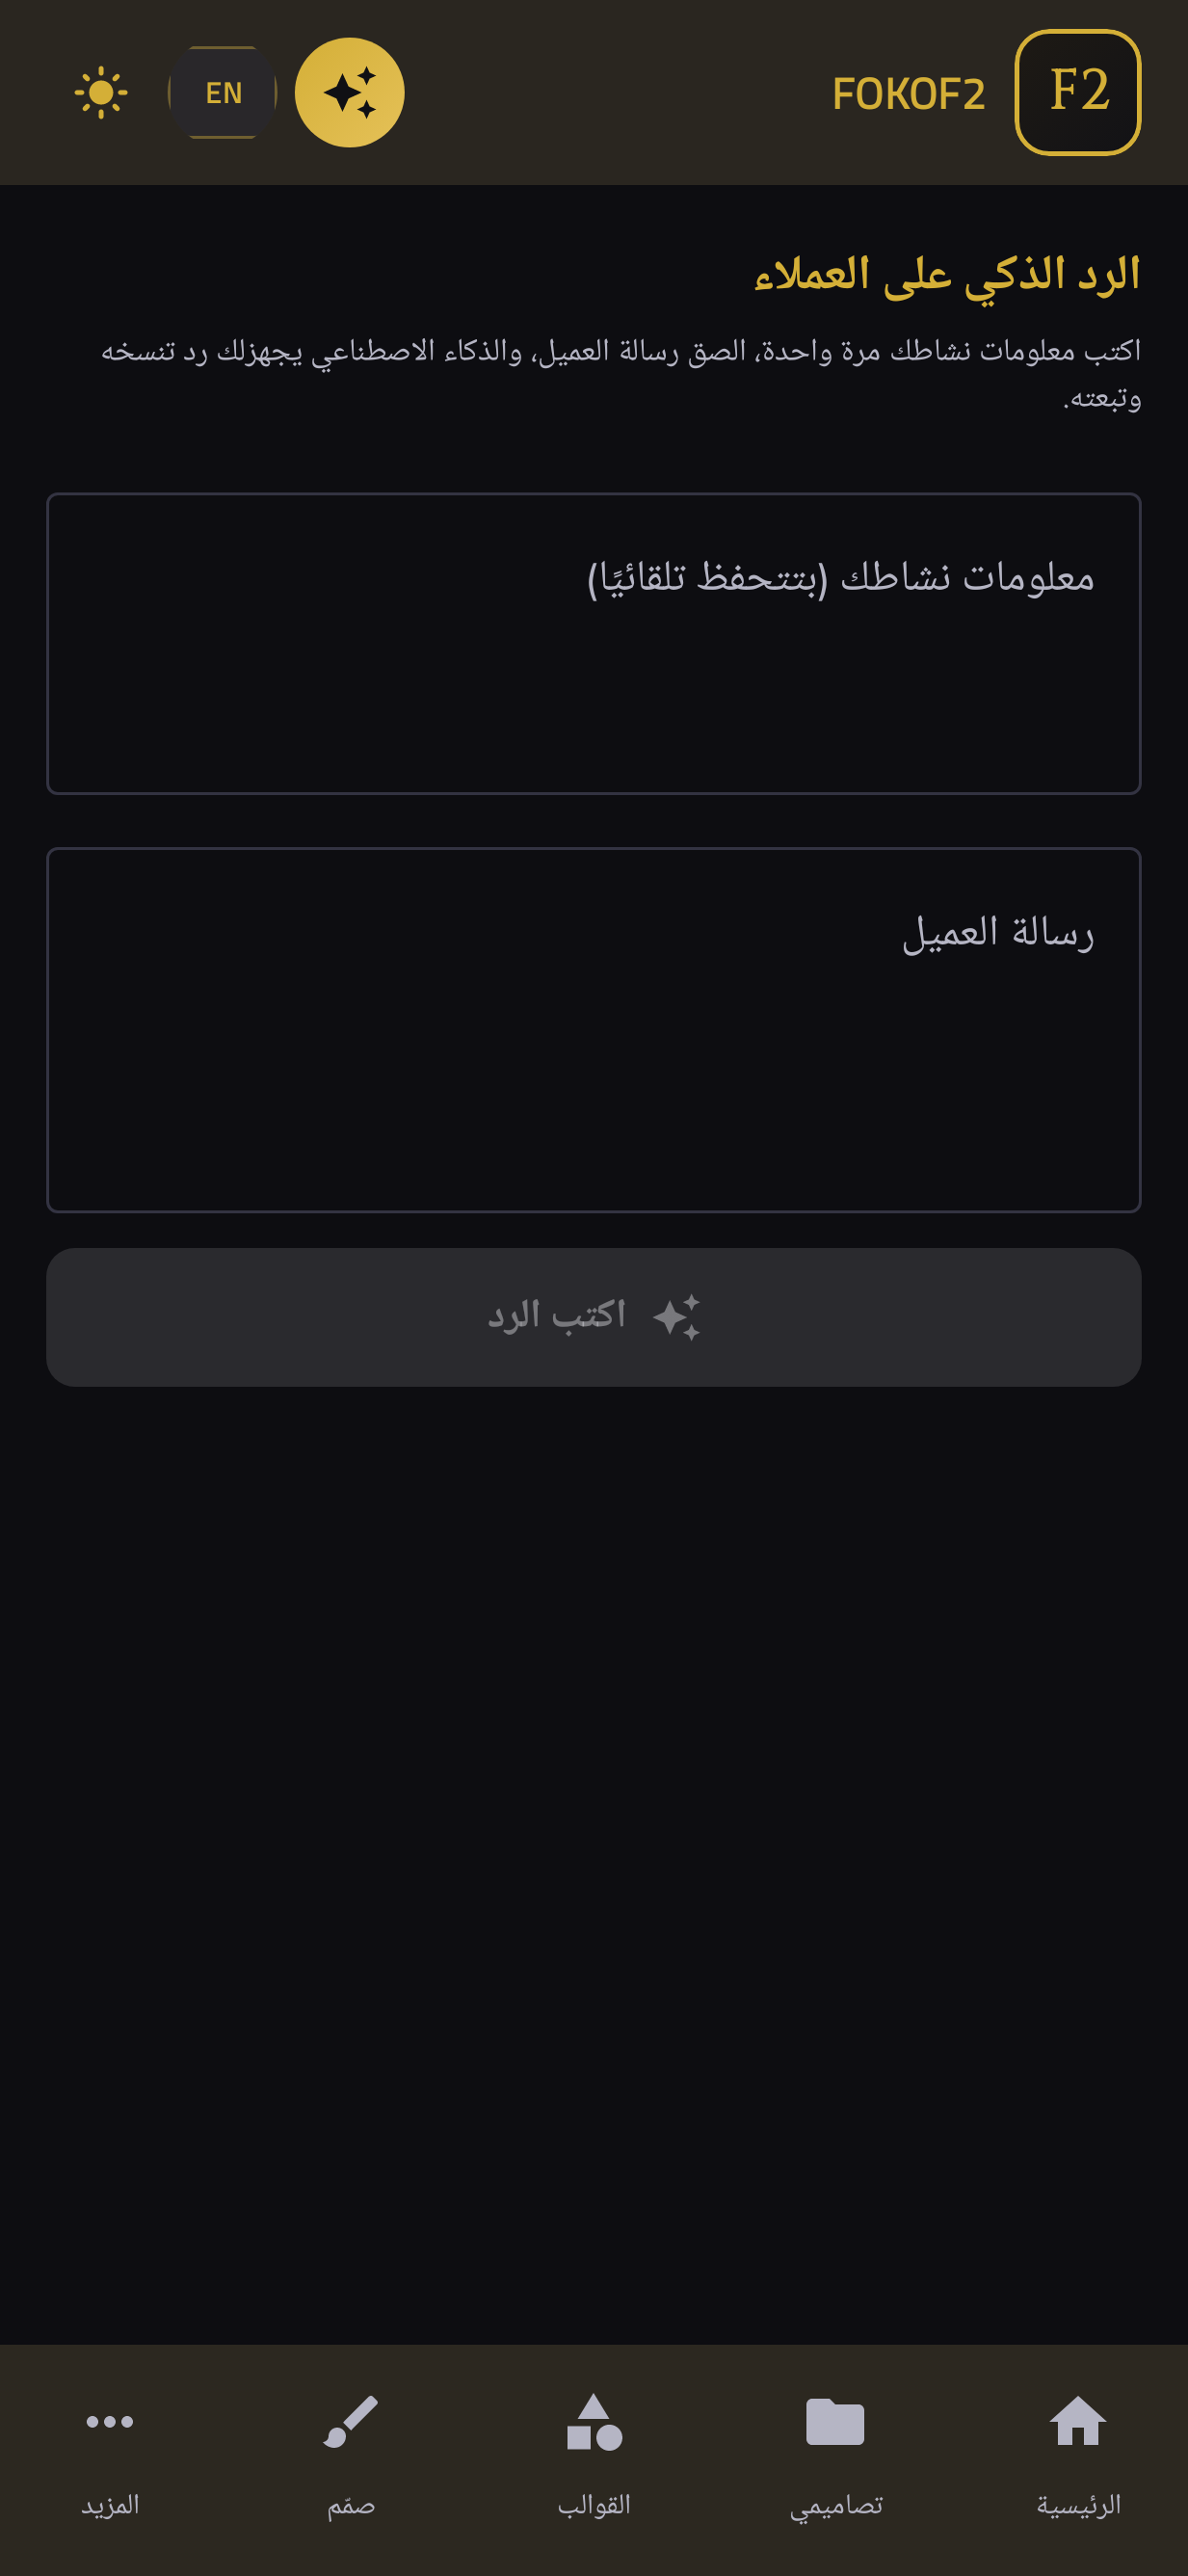 F2
FOKOF2
EN
الرد الذكي على العملاء
اكتب معلومات نشاطك مرة واحدة، الصق رسالة العميل، والذكاء الاصطناعي يجهزلك رد تنسخه
وتبعته.
معلومات نشاطك (بتتحفظ تلقائيًا)
رسالة العميل
اكتب الرد
الرئيسية
تصاميمي
القوالب
صمّم
المزيد